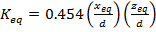 K_eq = 0.454 (x_eq / d) (z_eq / d)